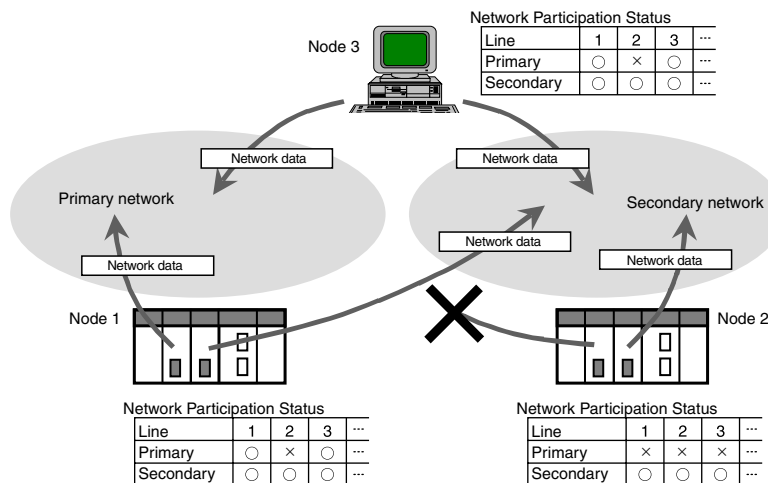 Network Participation Status
Node 3
Line 1 2 3 ...
Primary ○ × ○ ...
Secondary ○ ○ ○ ...
Network data
Network data
Primary network
Secondary network
Network data
Network data
Network data
Node 1
Node 2
Network Participation Status
Line 1 2 3 ...
Primary ○ × ○ ...
Secondary ○ ○ ○ ...
Network Participation Status
Line 1 2 3 ...
Primary × × × ...
Secondary ○ ○ ○ ...